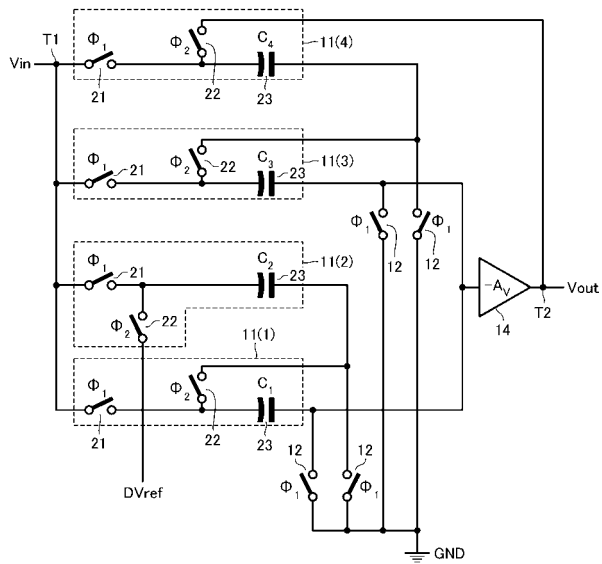 T1 Φ1 Φ2 C4 11(4)
Vin
21 22 23
Φ1 21 Φ2 22 C3 23 11(3)
Φ1 12 12 Φ1
Φ1 21 C2 23 11(2)
Φ2 22
-AV Vout
14 T2
11(1)
Φ1 Φ2 C1
21 22 23
12 12
DVref Φ1 Φ1
GND